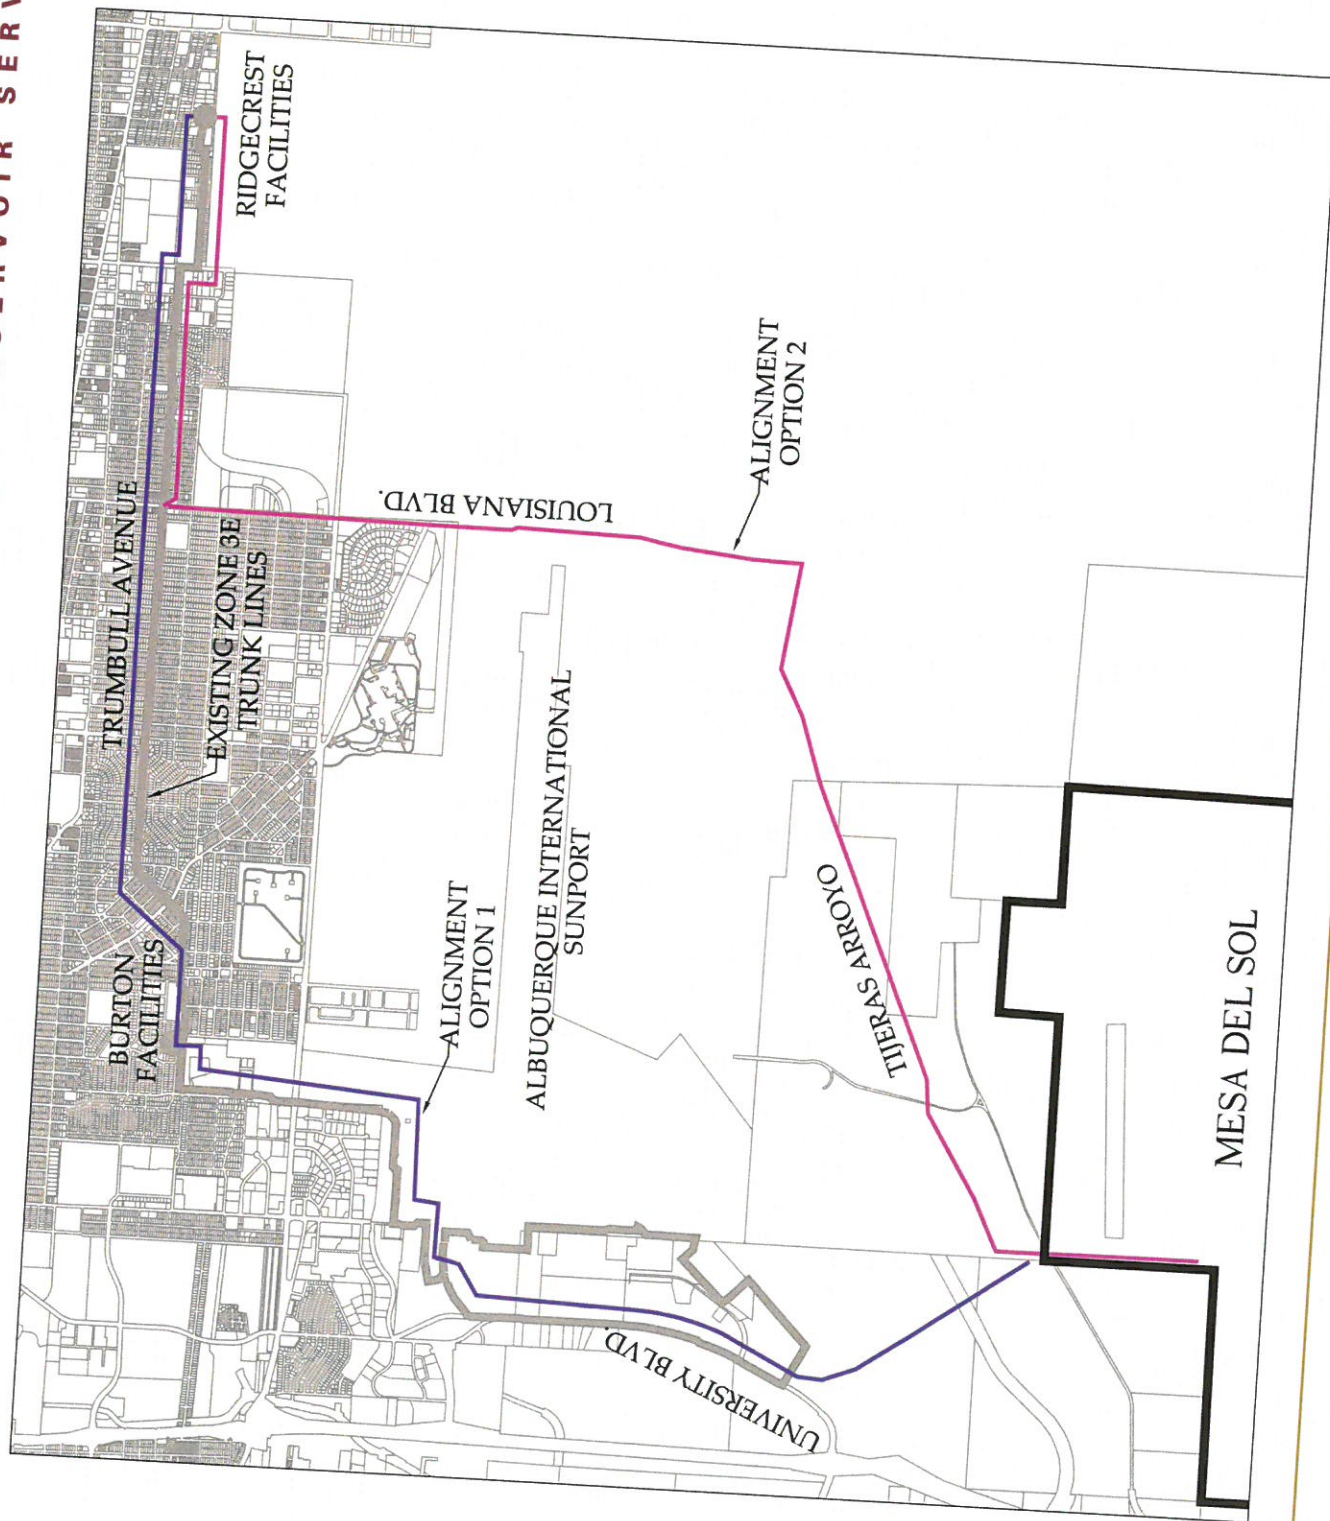 RIDGECREST
FACILITIES
TRUMBULL AVENUE
EXISTING ZONE 3E
TRUNK LINES
LOUISIANA BLVD.
ALIGNMENT
OPTION 2
BURTON
FACILITIES
ALIGNMENT
OPTION 1
ALBUQUERQUE INTERNATIONAL
SUNPORT
TIJERAS ARROYO
UNIVERSITY BLVD.
MESA DEL SOL